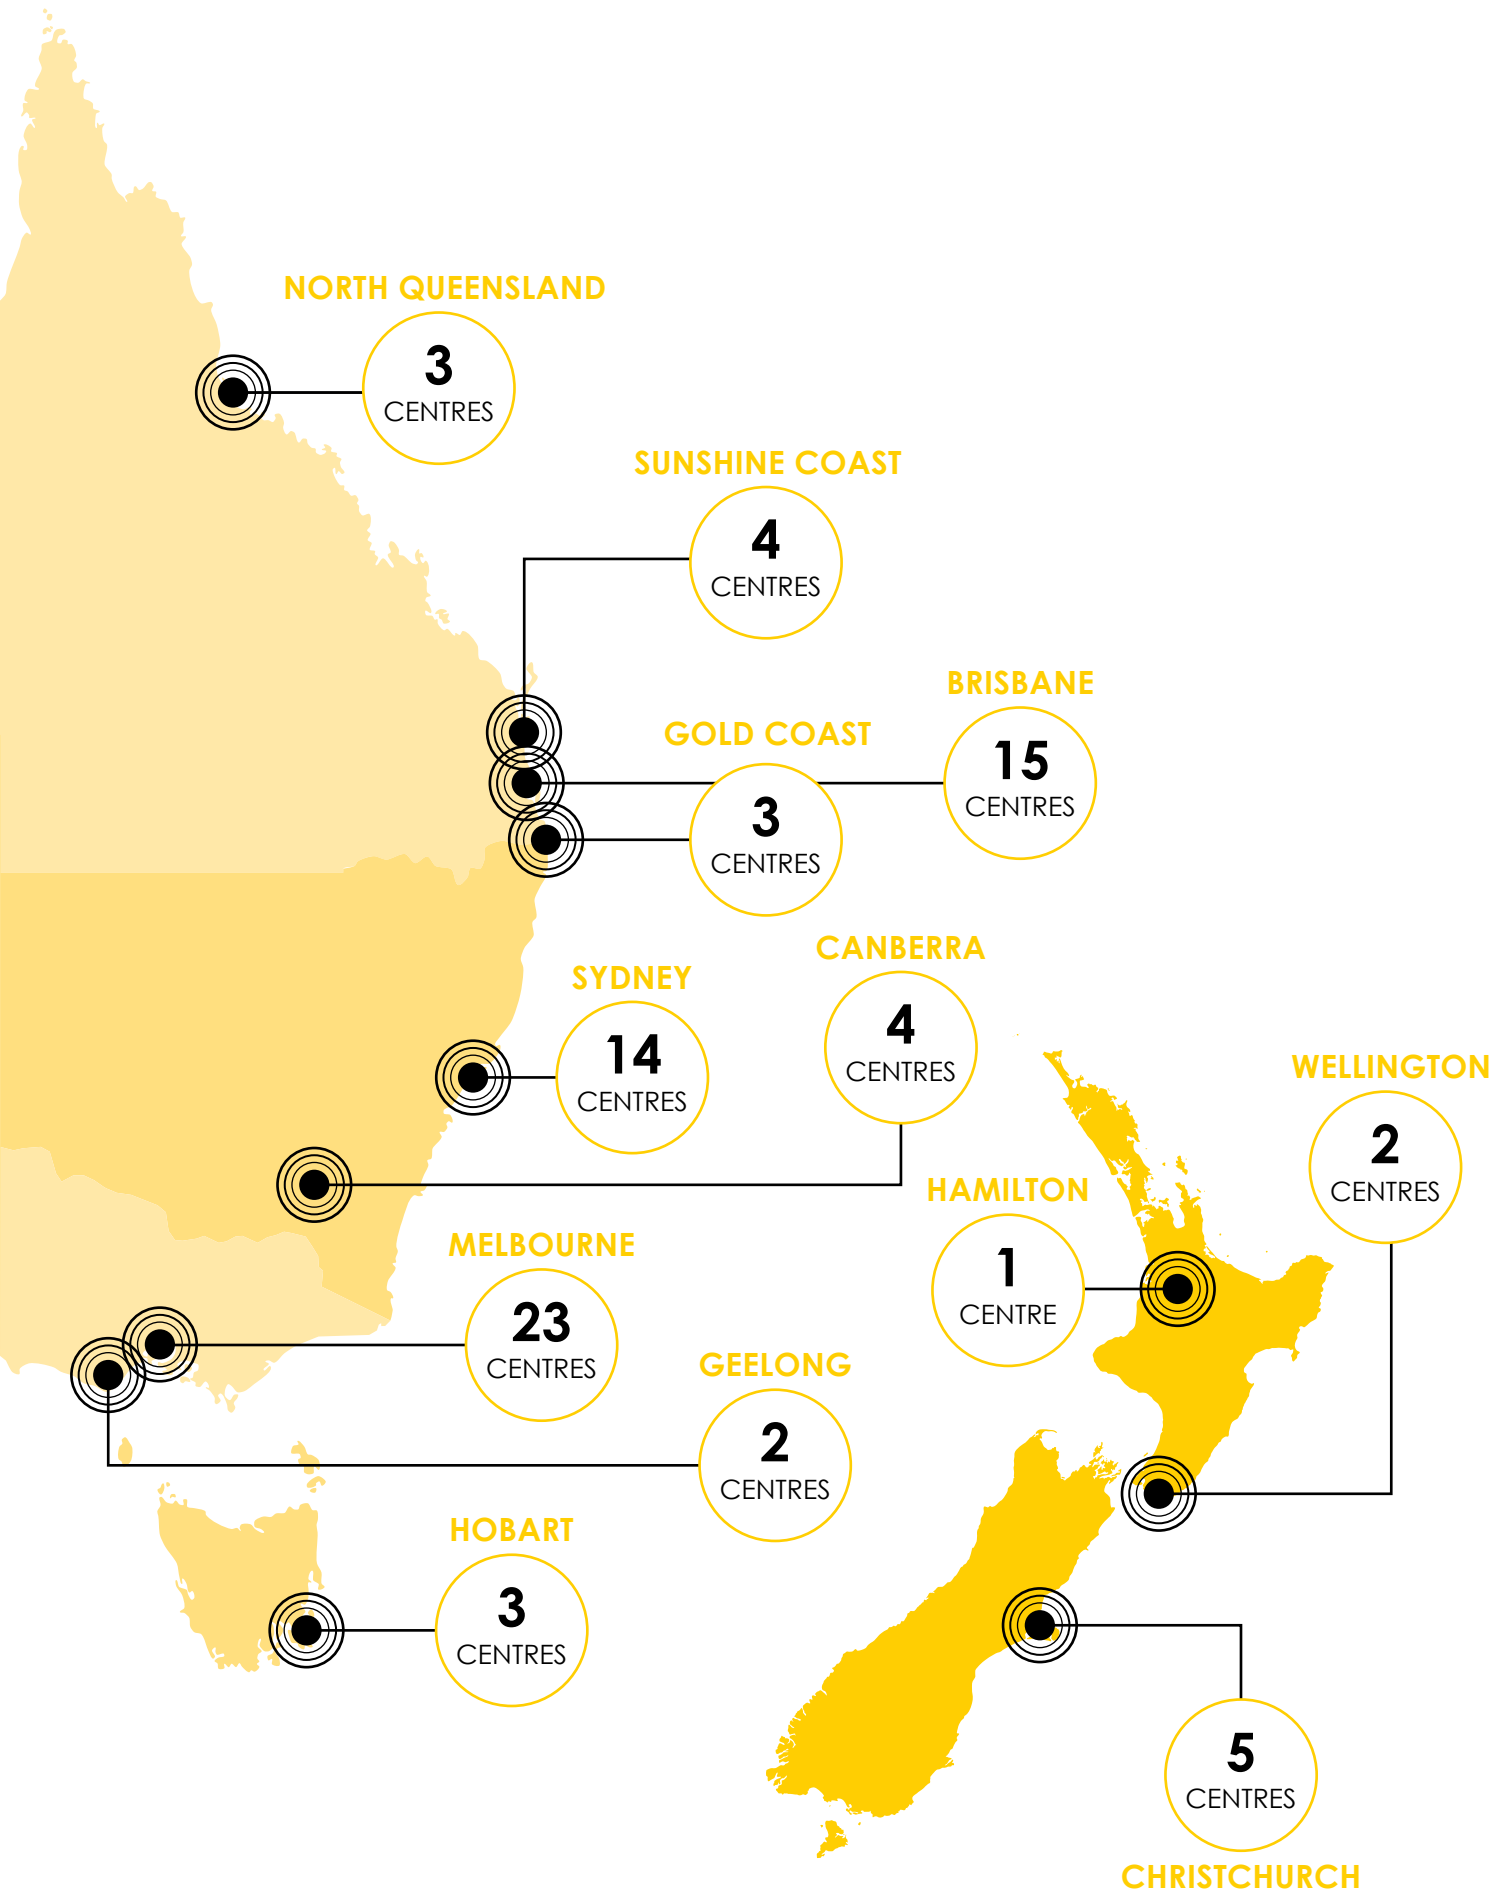 NORTH QUEENSLAND
3
CENTRES
SUNSHINE COAST
4
CENTRES
BRISBANE
15
CENTRES
GOLD COAST
3
CENTRES
CANBERRA
4
CENTRES
SYDNEY
14
CENTRES
WELLINGTON
2
CENTRES
HAMILTON
1
CENTRE
MELBOURNE
23
CENTRES
GEELONG
2
CENTRES
HOBART
3
CENTRES
5
CENTRES
CHRISTCHURCH